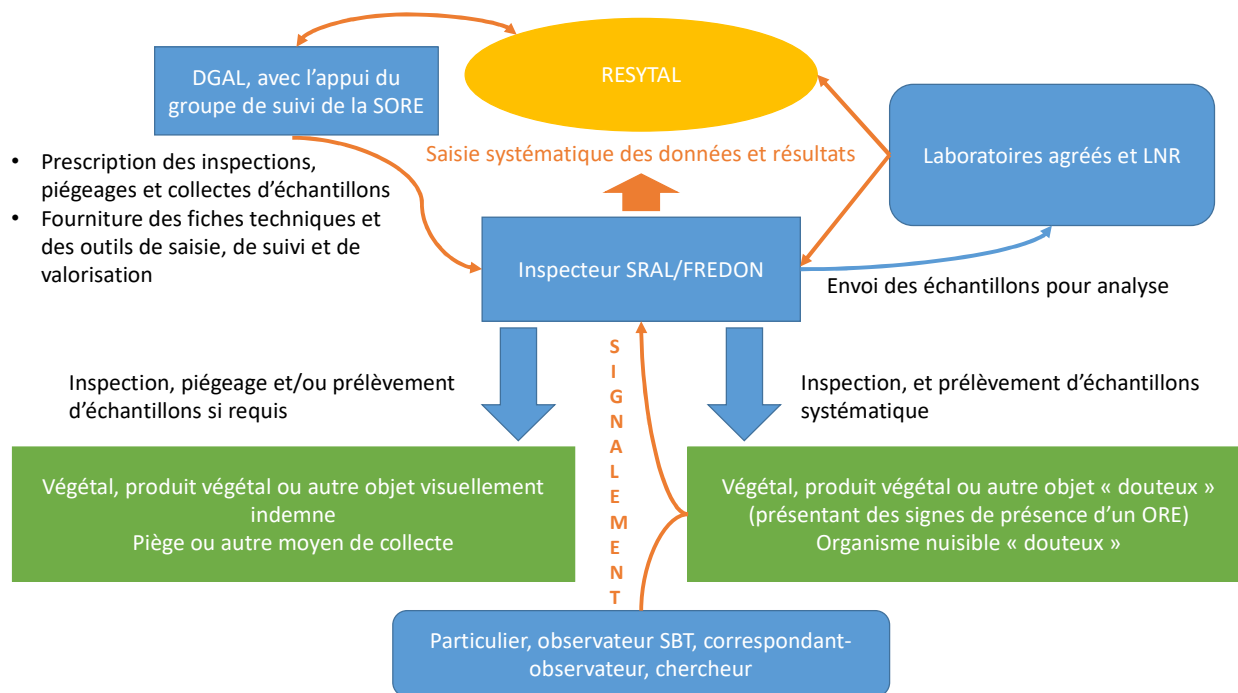 DGAL, avec l’appui du
groupe de suivi de la SORE
RESYTAL
Laboratoires agréés et LNR
Saisie systématique des données et résultats
• Prescription des inspections,
piégeages et collectes d’échantillons
• Fourniture des fiches techniques et
des outils de saisie, de suivi et de
valorisation
Inspecteur SRAL/FREDON
Envoi des échantillons pour analyse
Inspection, piégeage et/ou prélèvement
d’échantillons si requis
SIGNALEMENT
Inspection, et prélèvement d’échantillons
systématique
Végétal, produit végétal ou autre objet visuellement
indemne
Piège ou autre moyen de collecte
Végétal, produit végétal ou autre objet « douteux »
(présentant des signes de présence d’un ORE)
Organisme nuisible « douteux »
Particulier, observateur SBT, correspondant-
observateur, chercheur